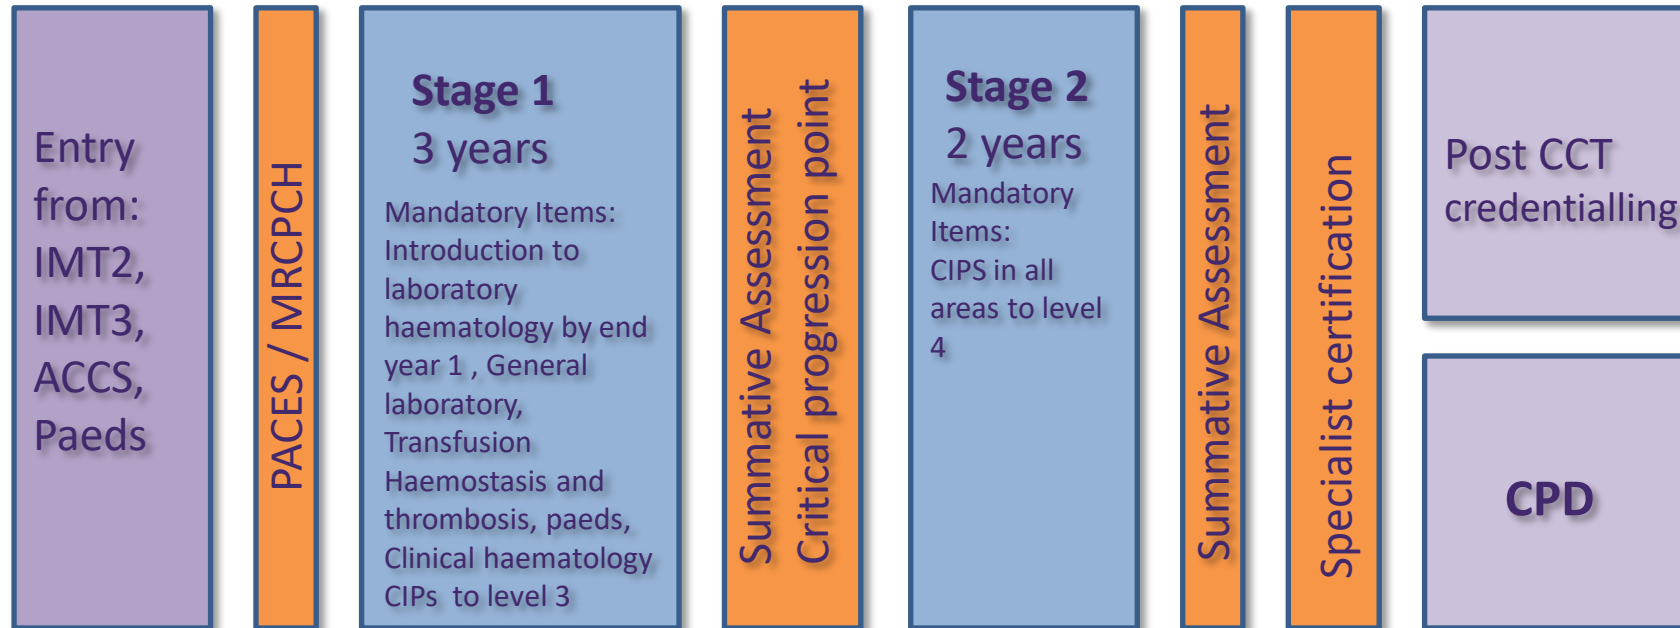 Entry
from:
IMT2,
IMT3,
ACCS,
Paeds
PACES / MRCPCH
Stage 1
3 years
Mandatory Items:
Introduction to
laboratory
haematology by end
year 1 , General
laboratory,
Transfusion
Haemostasis and
thrombosis, paeds,
Clinical haematology
CIPs to level 3
Summative Assessment
Critical progression point
Stage 2
2 years
Mandatory
Items:
CIPS in all
areas to level
4
Summative Assessment
Specialist certification
Post CCT
credentialling
CPD